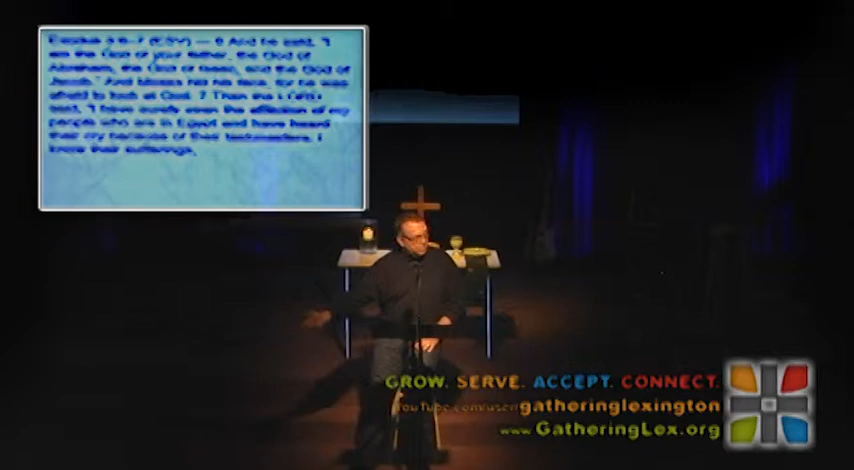 Exodus 3:6-7 (ESV) — 6 And he said, "I
am the God of your father, the God of
Abraham, the God of Isaac, and the God of
Jacob." And Moses hid his face, for he was
afraid to look at God. 7 Then the LORD
said, "I have surely seen the affliction of my
people who are in Egypt and have heard
their cry because of their taskmasters. I
know their sufferings,
GROW. SERVE. ACCEPT. CONNECT.
YouTube.com/user/gatheringlexington
www.GatheringLex.org